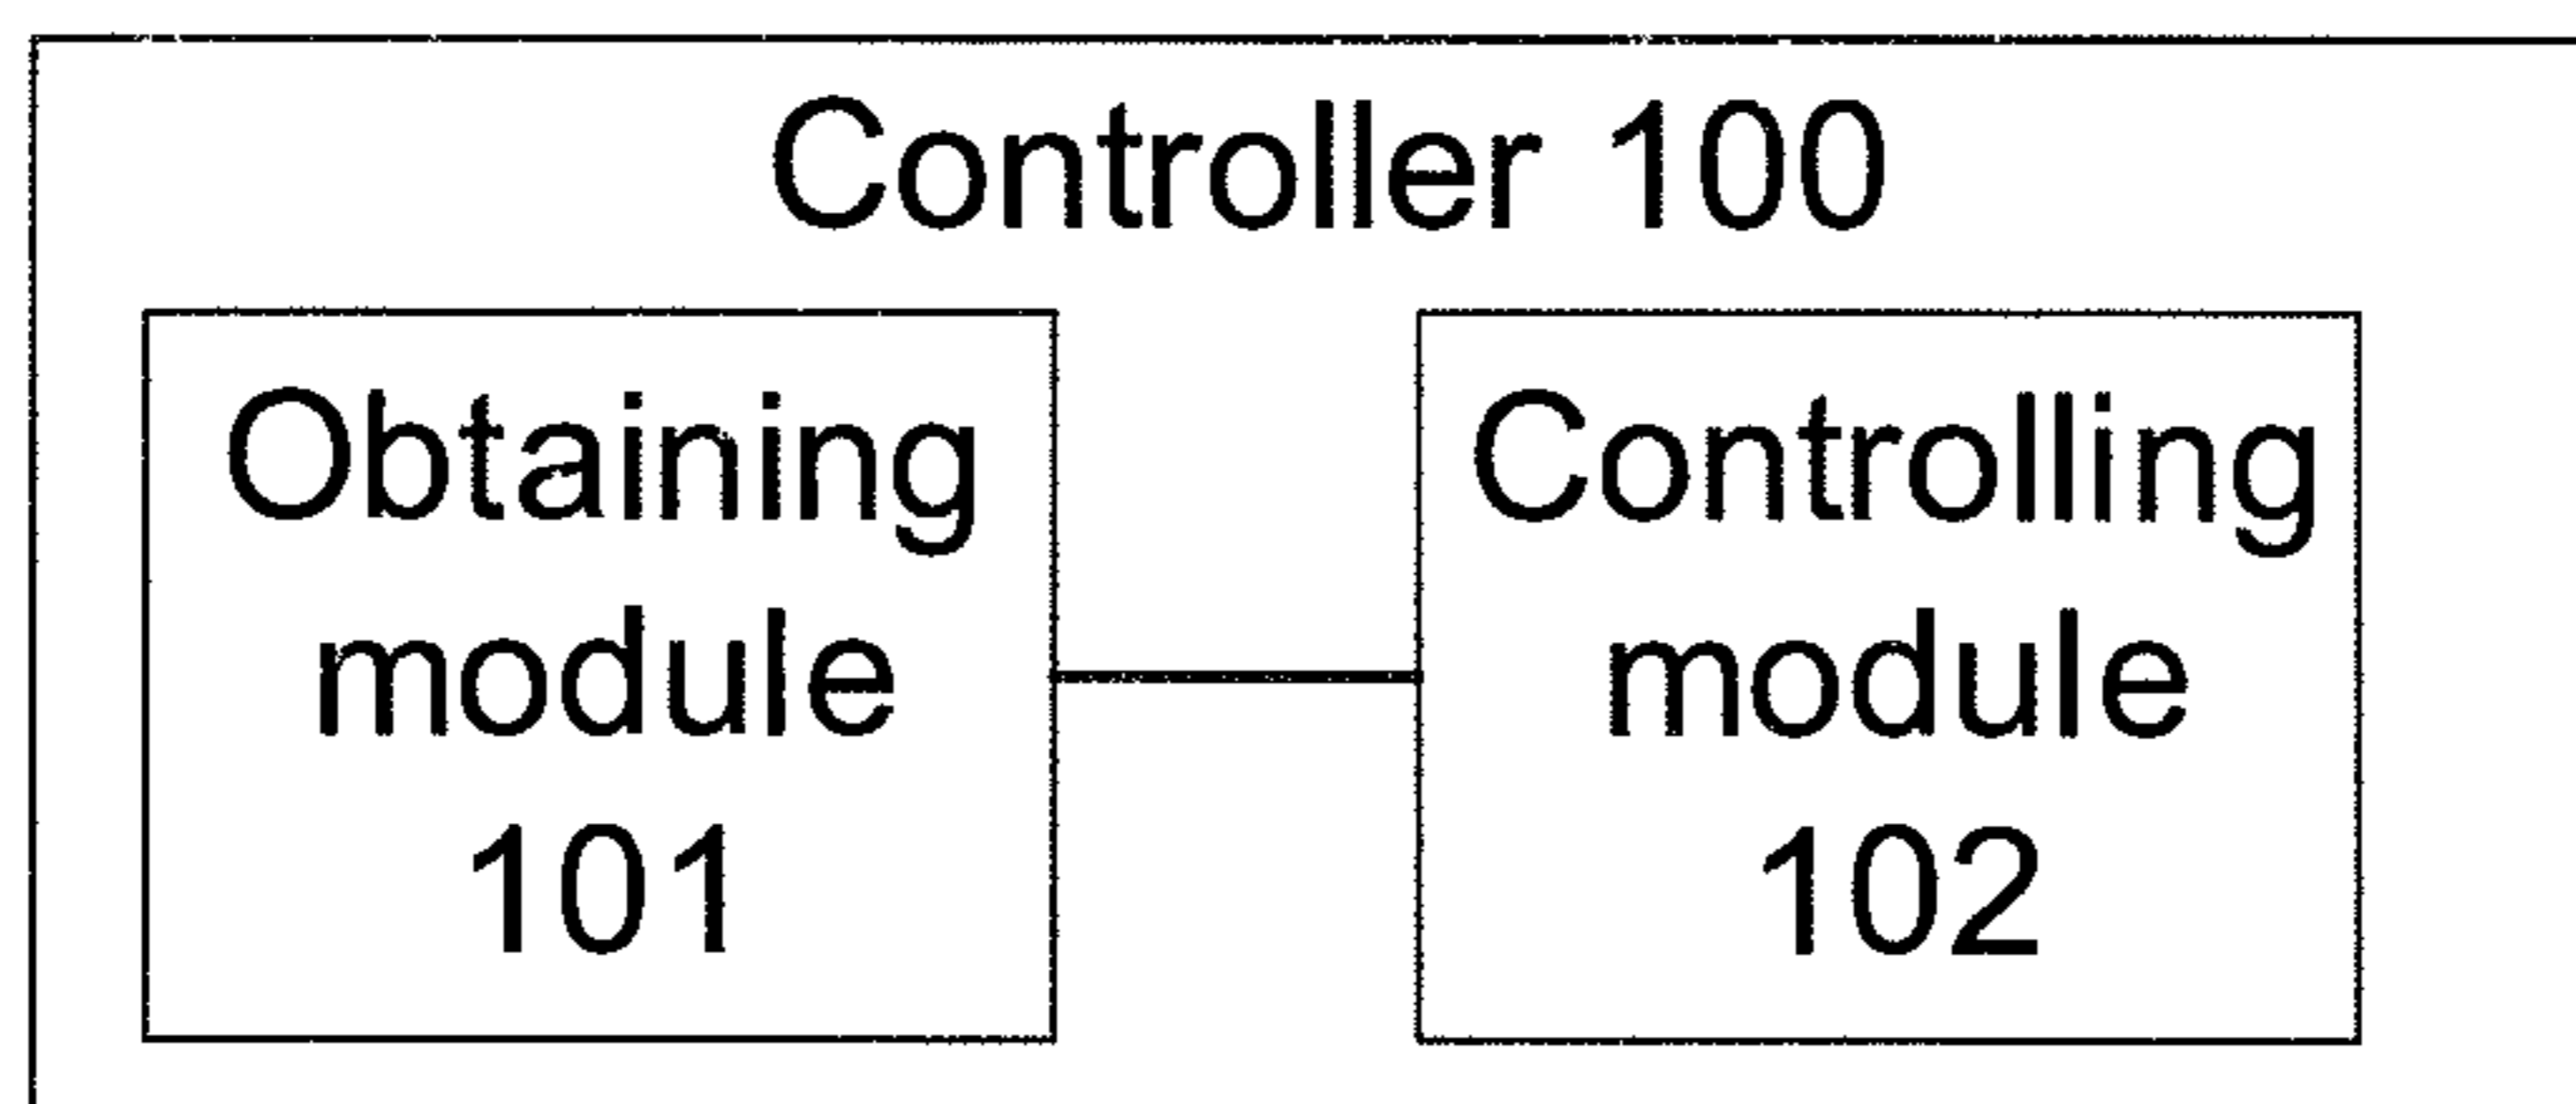 Controller 100
Obtaining
module
101
Controlling
module
102